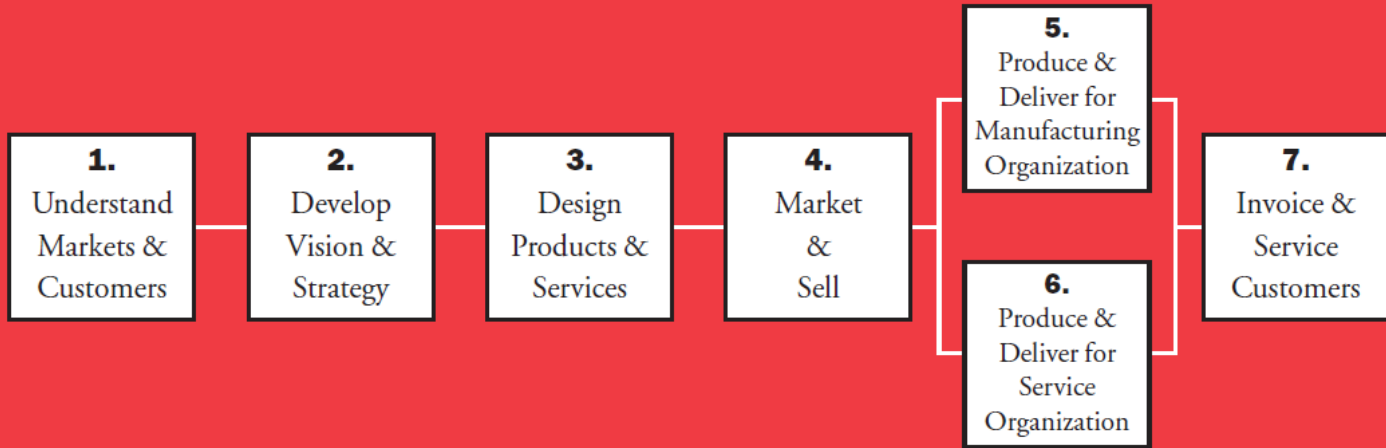 1.
Understand
Markets &
Customers
2.
Develop
Vision &
Strategy
3.
Design
Products &
Services
4.
Market
&
Sell
5.
Produce &
Deliver for
Manufacturing
Organization
6.
Produce &
Deliver for
Service
Organization
7.
Invoice &
Service
Customers